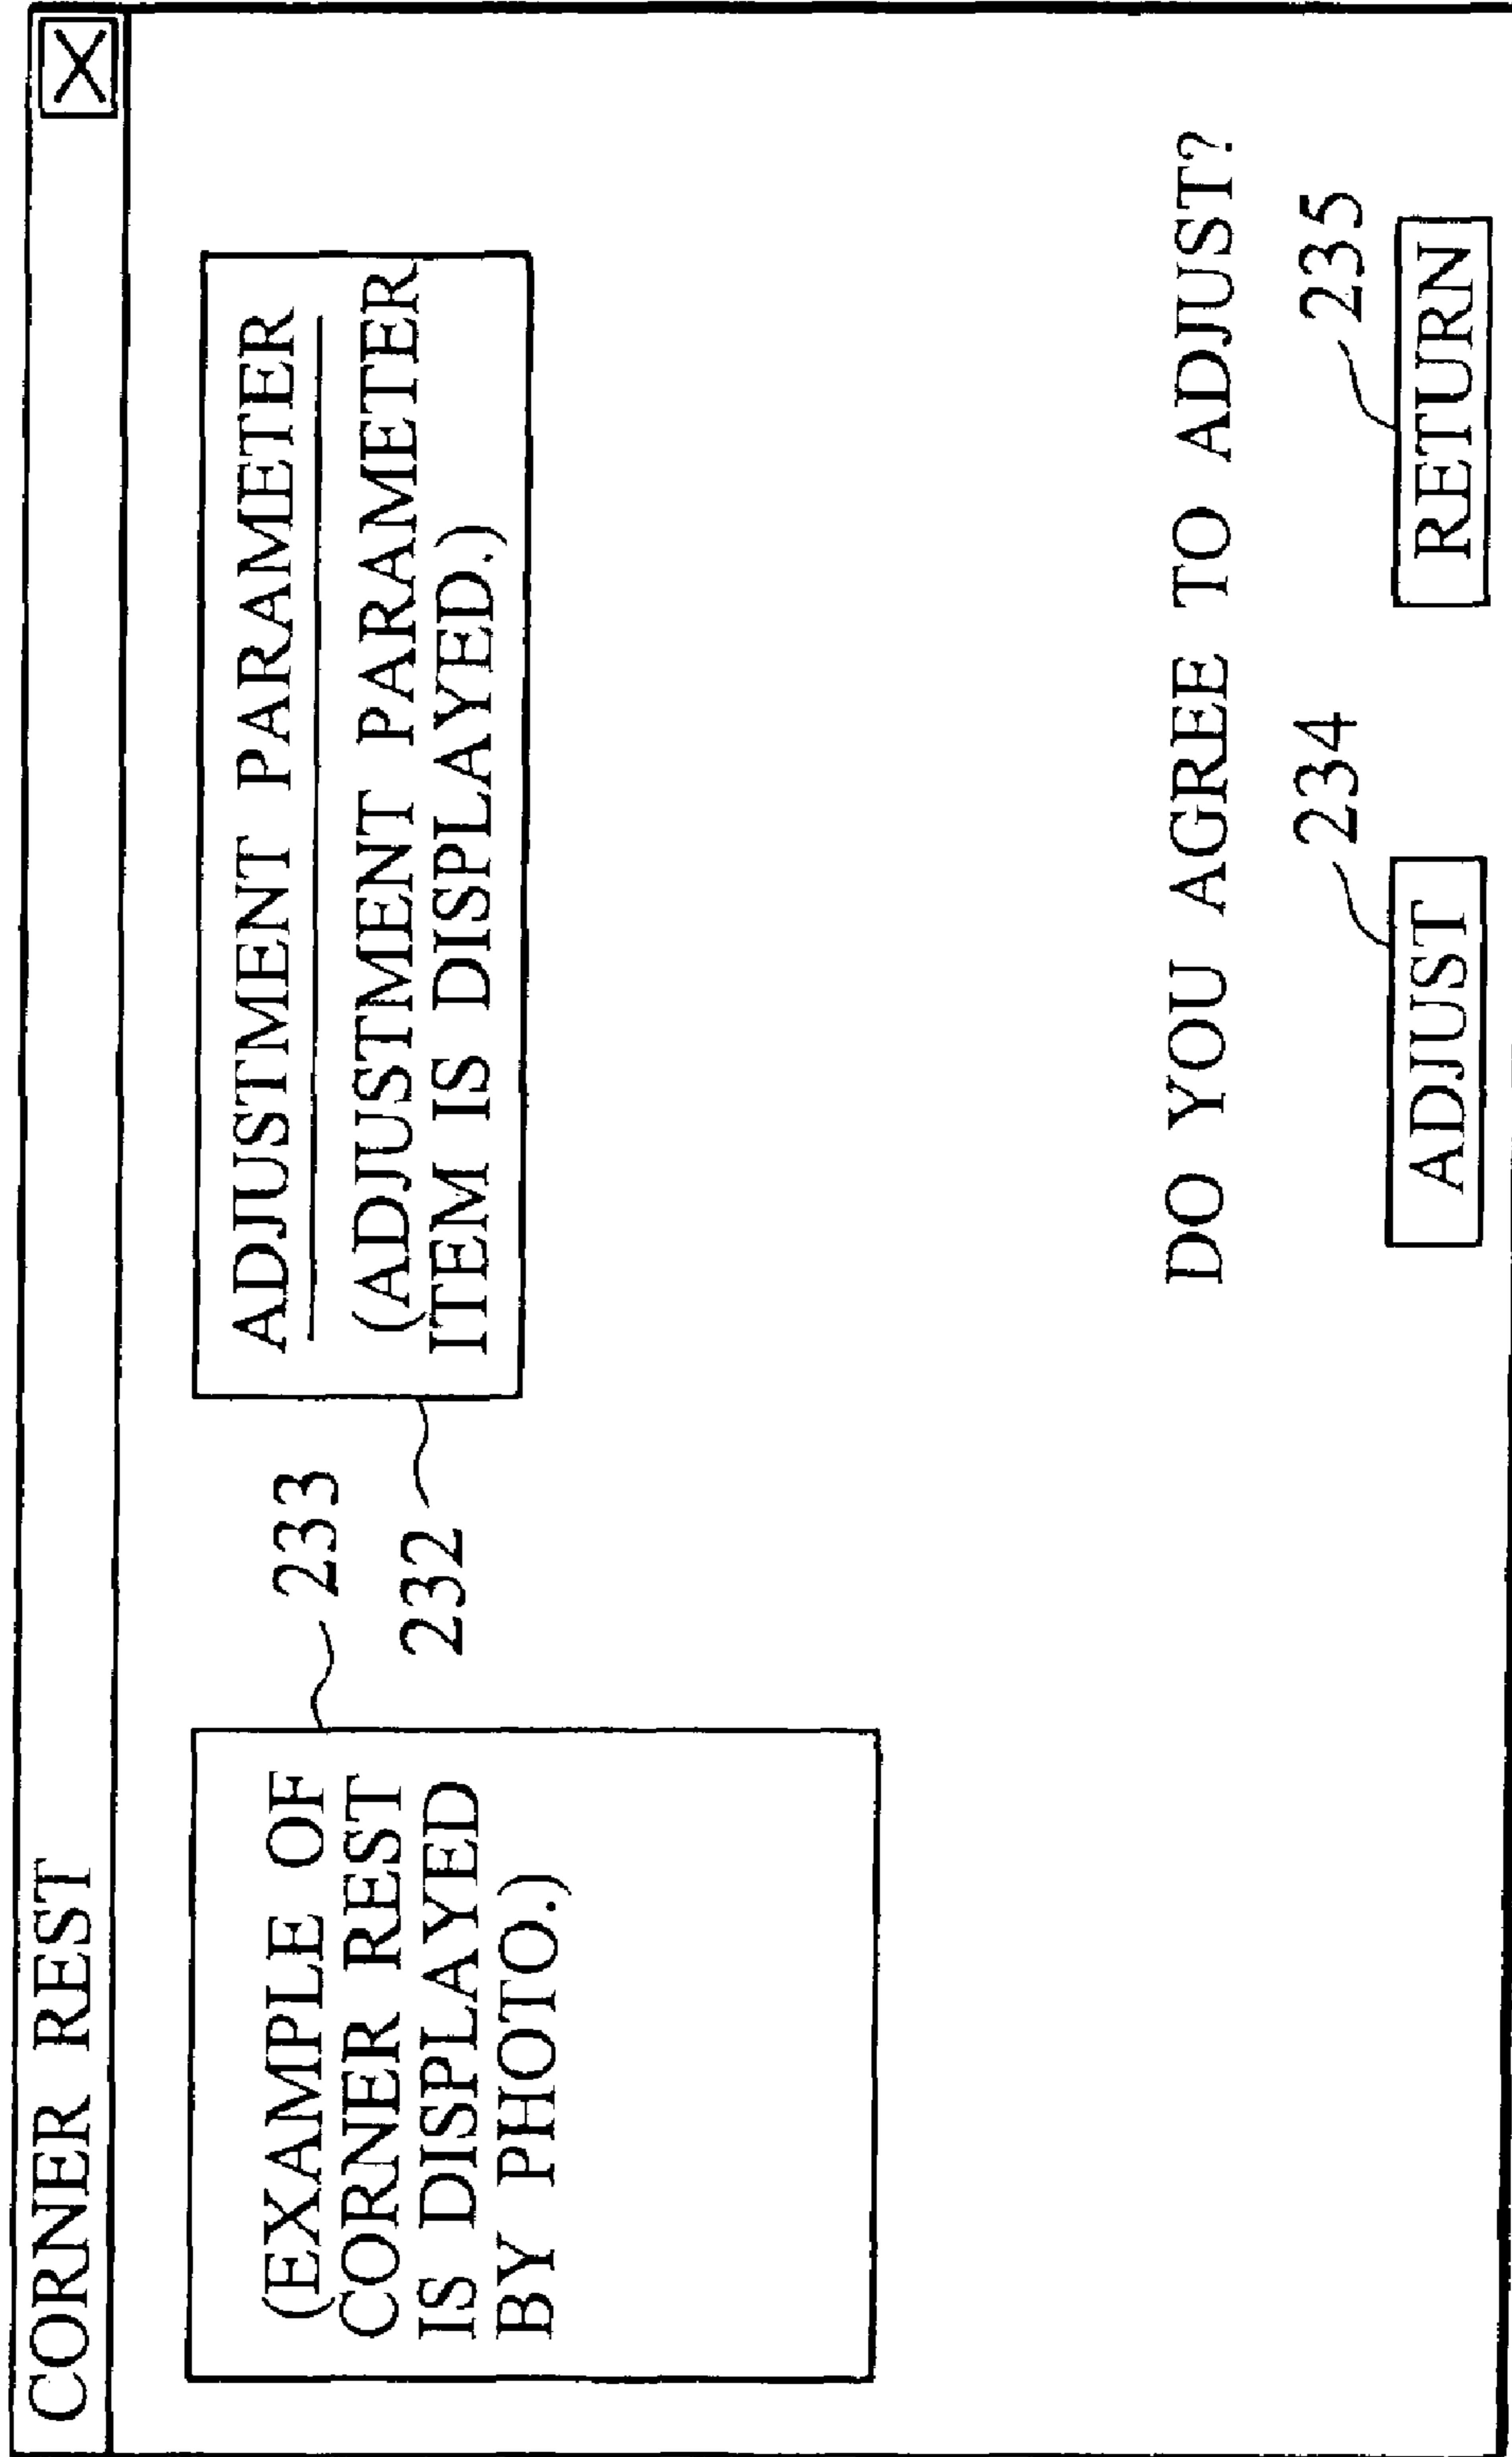 CORNER REST
X
(EXAMPLE OF
CORNER REST
IS DISPLAYED
BY PHOTO.)
233
232
ADJUSTMENT PARAMETER
(ADJUSTMENT PARAMETER
ITEM IS DISPLAYED.)
DO YOU AGREE TO ADJUST?
234
235
ADJUST
RETURN